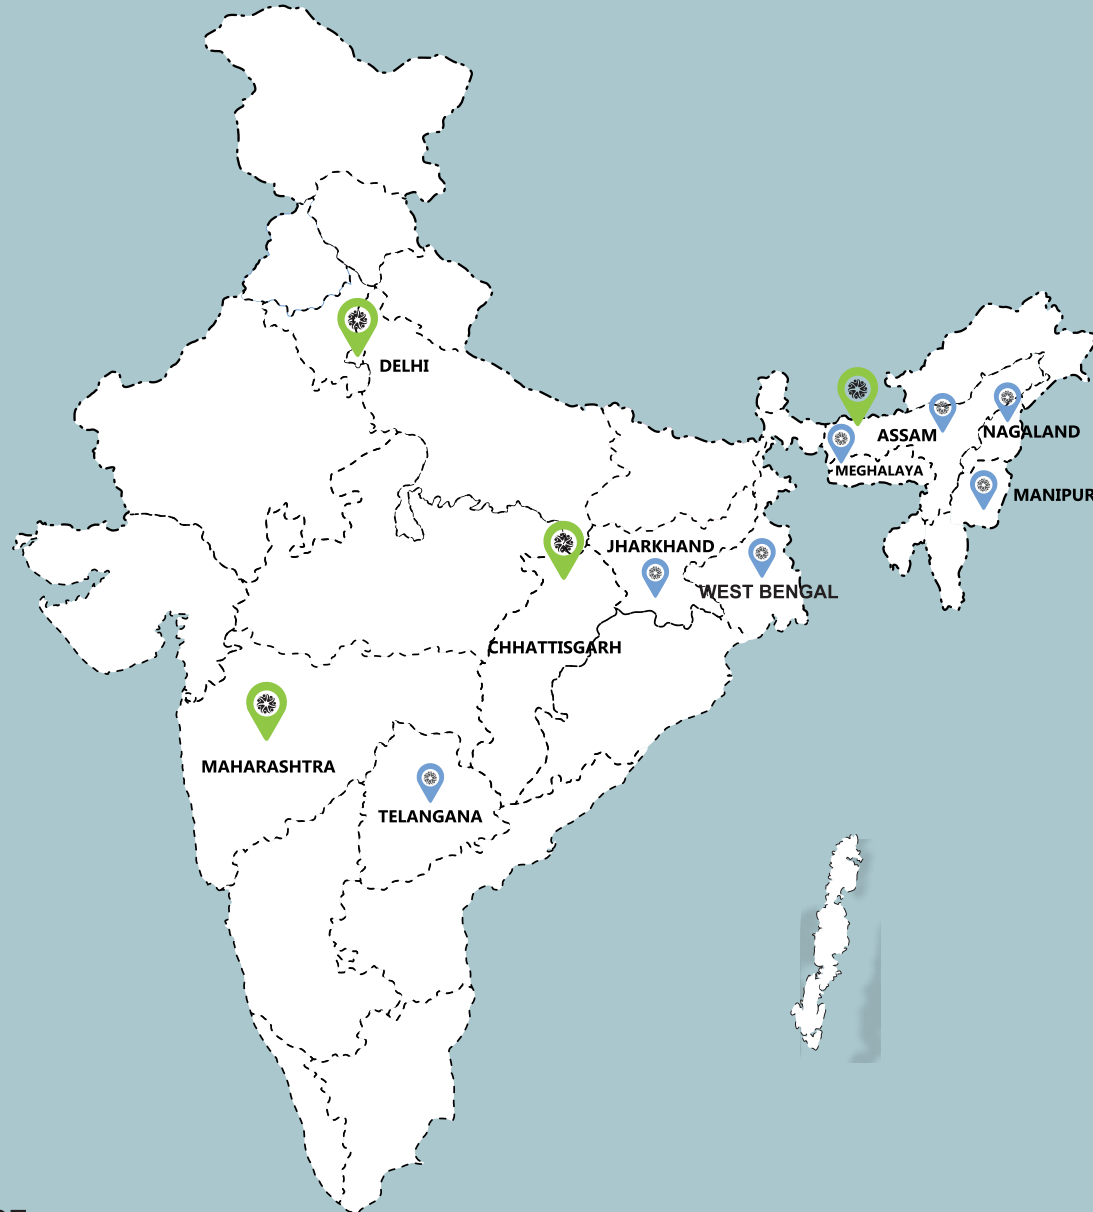 DELHI
ASSAM
NAGALAND
MEGHALAYA
MANIPUR
JHARKHAND
WEST BENGAL
CHHATTISGARH
MAHARASHTRA
TELANGANA